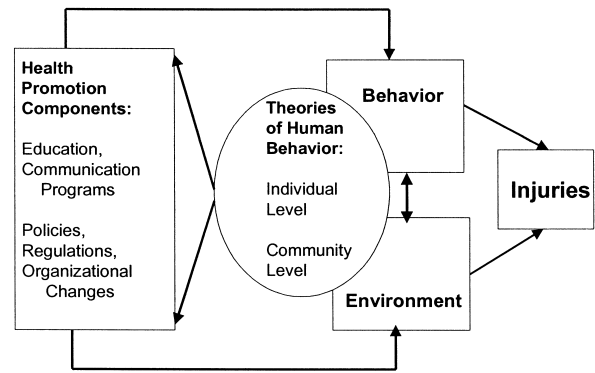 Health
Promotion
Components:
Education,
Communication
Programs
Policies,
Regulations,
Organizational
Changes
Theories
of Human
Behavior:
Individual
Level
Community
Level
Behavior
Environment
Injuries